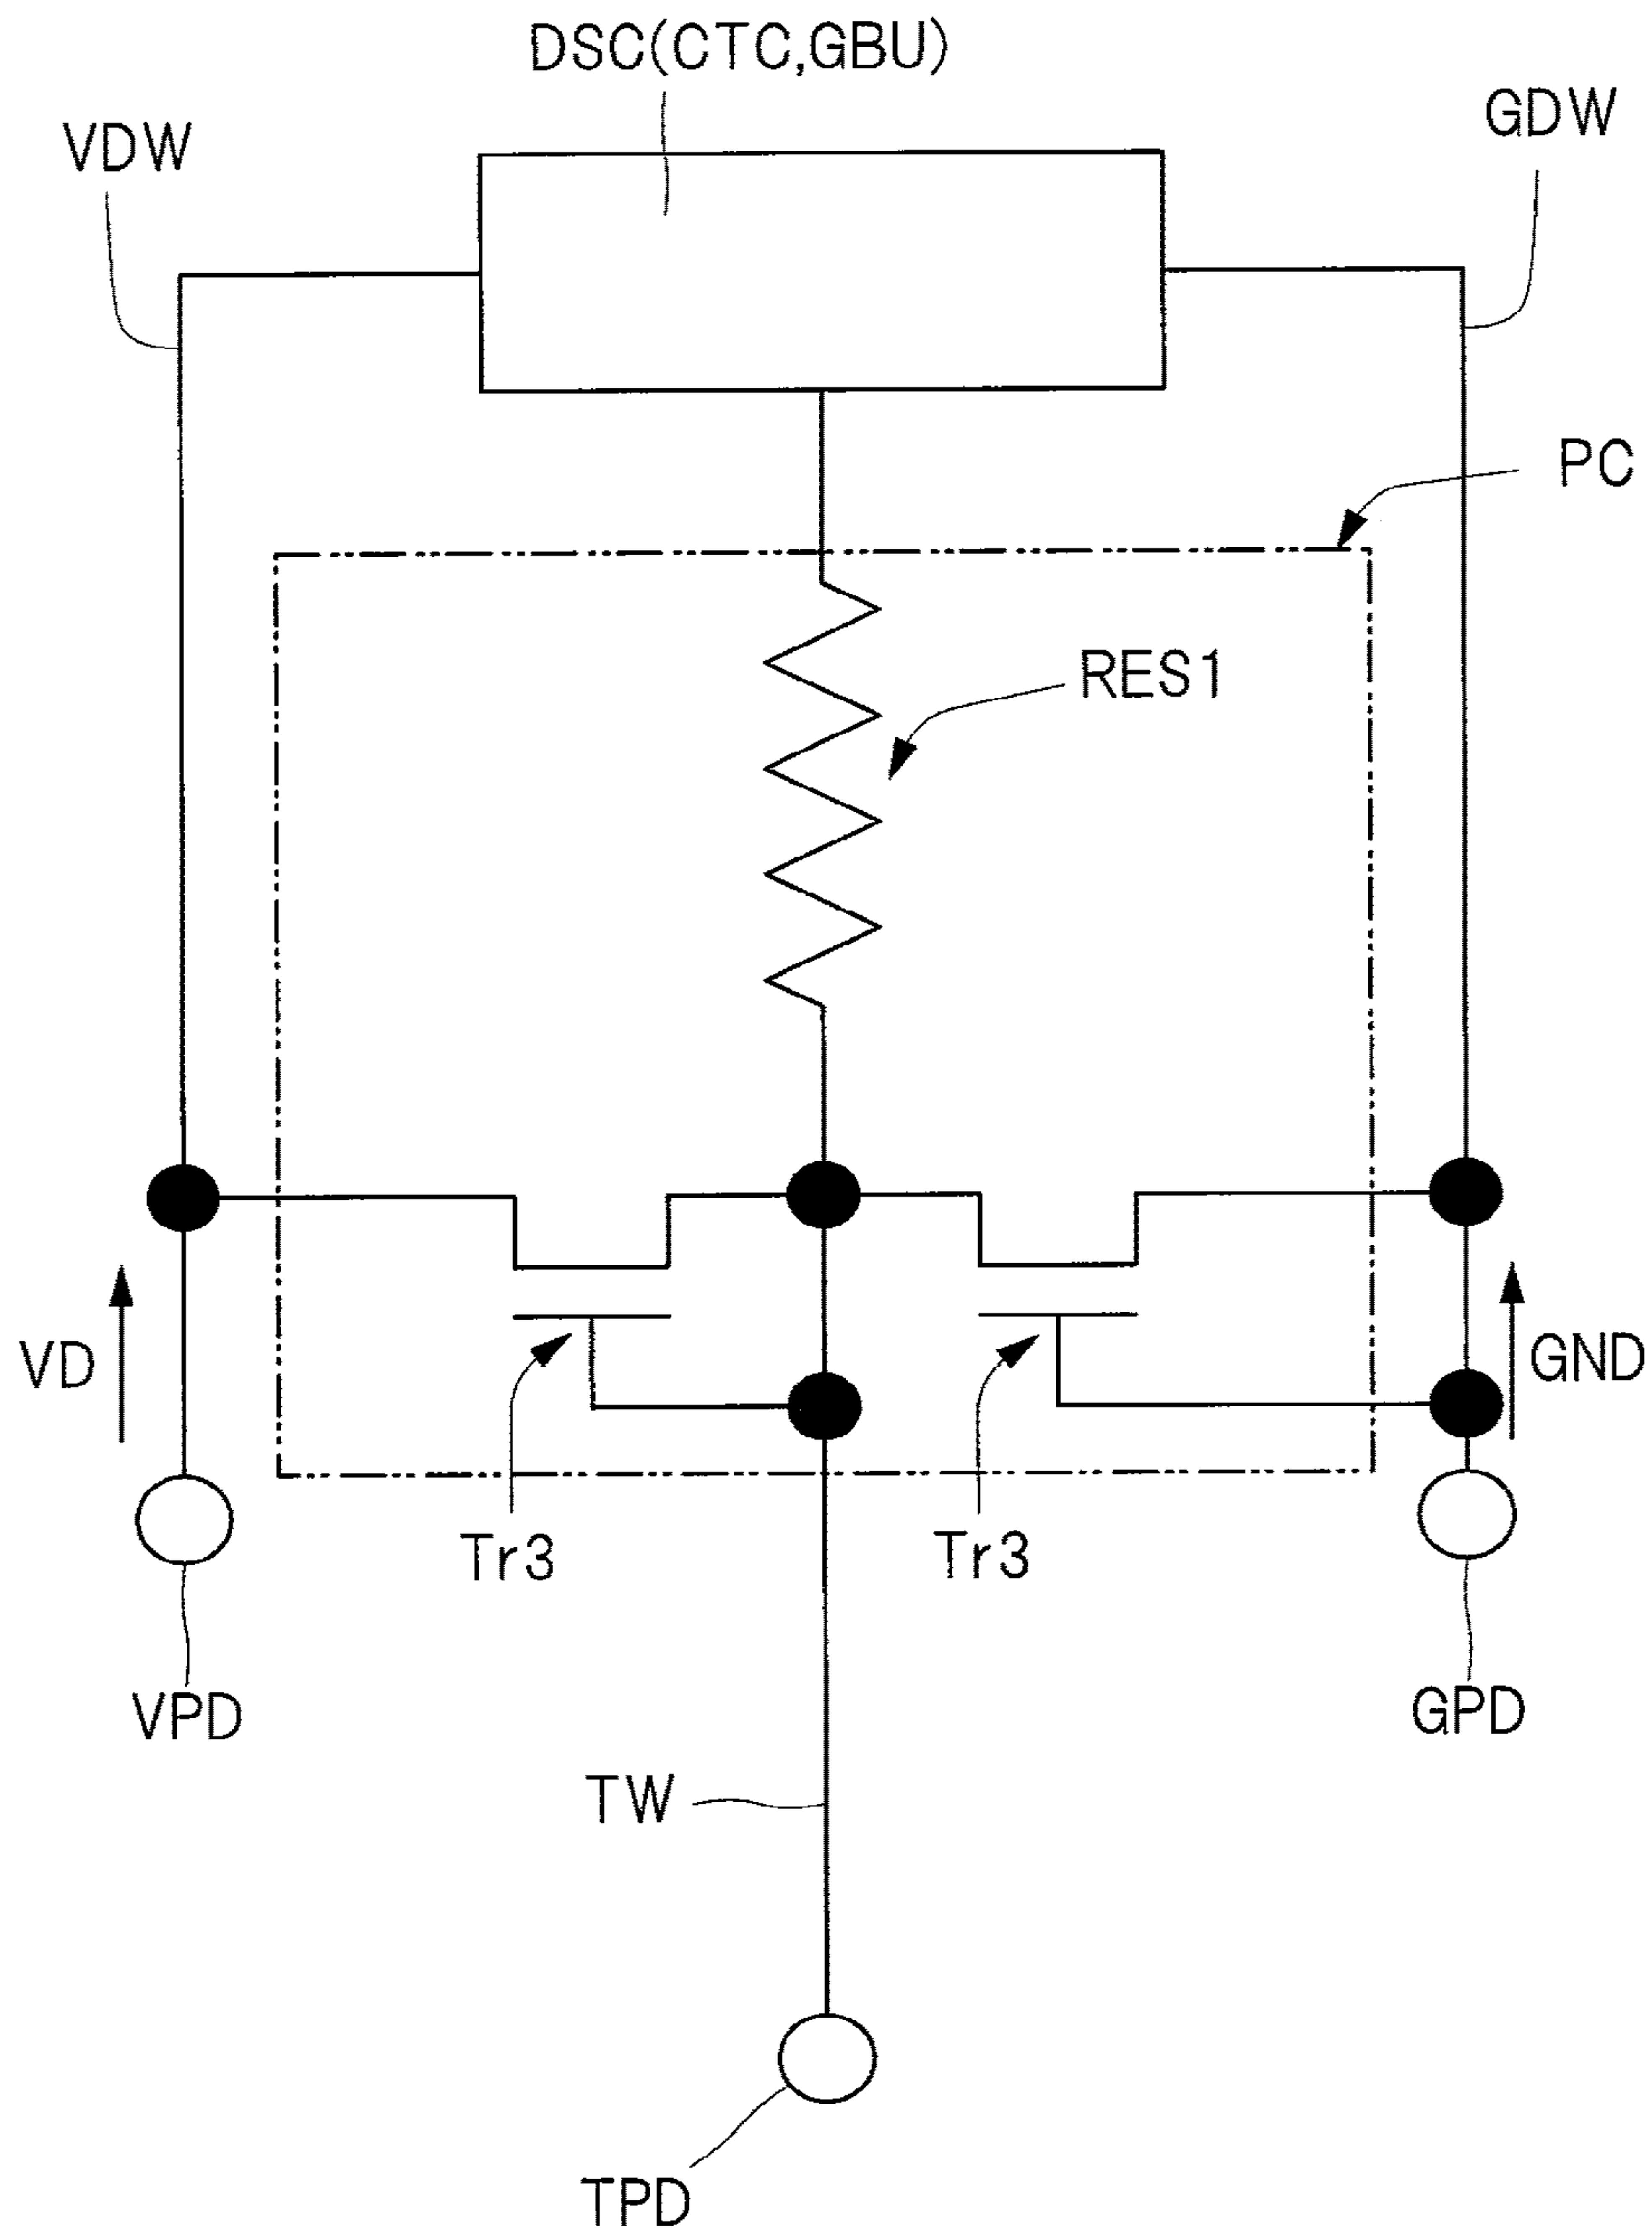 DSC(CTC,GBU)
VDW
GDW
PC
RES1
VD
GND
Tr3
Tr3
VPD
GPD
TW
TPD